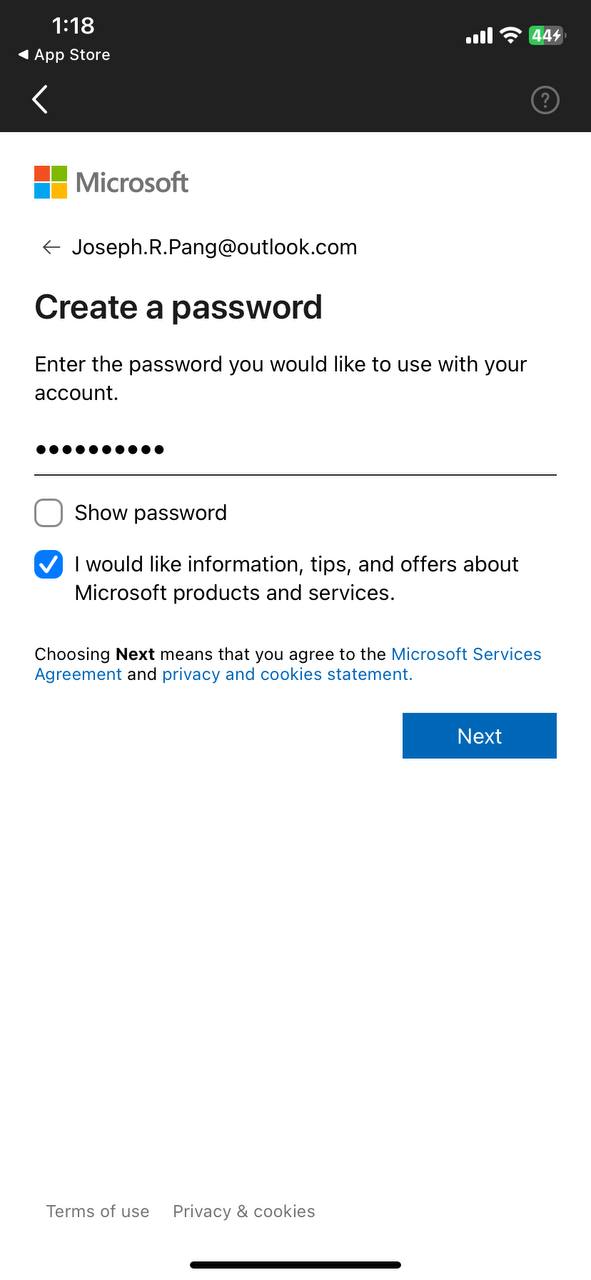 1:18
44
◀ App Store
Microsoft
← Joseph.R.Pang@outlook.com
Create a password
Enter the password you would like to use with your
account.
••••••••••
Show password
I would like information, tips, and offers about
Microsoft products and services.
Choosing Next means that you agree to the Microsoft Services
Agreement and privacy and cookies statement.
Next
Terms of use Privacy & cookies